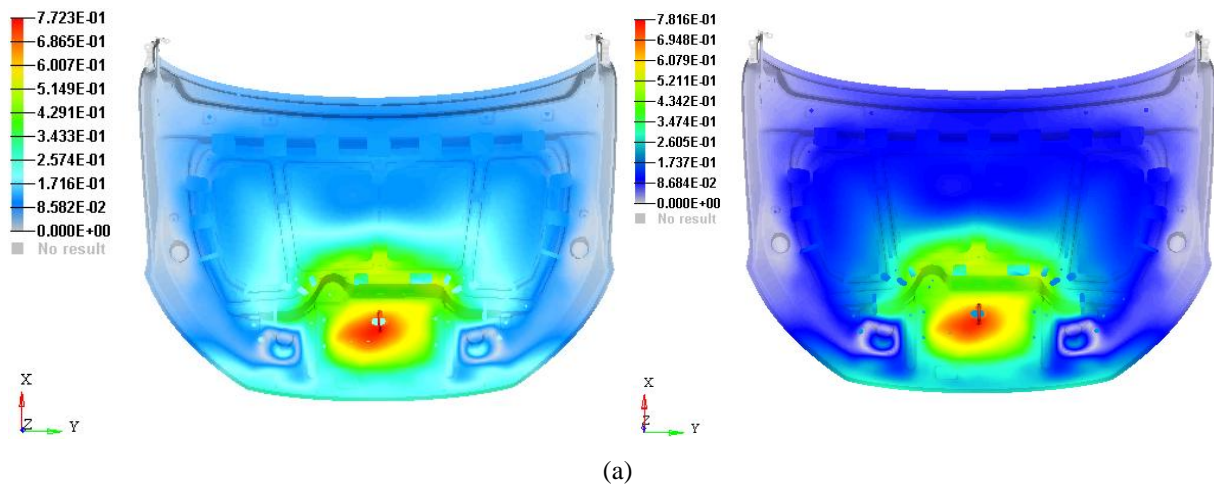 7.723E-01
6.865E-01
6.007E-01
5.149E-01
4.291E-01
3.433E-01
2.574E-01
1.716E-01
8.582E-02
0.000E+00
No result
X
Z
Y
7.816E-01
6.948E-01
6.079E-01
5.211E-01
4.342E-01
3.474E-01
2.605E-01
1.737E-01
8.684E-02
0.000E+00
No result
X
Z
Y
(a)